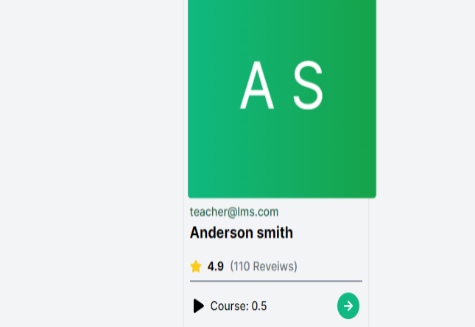 A S
teacher@lms.com
Anderson smith
4.9 (110 Reveiws)
Course: 0.5